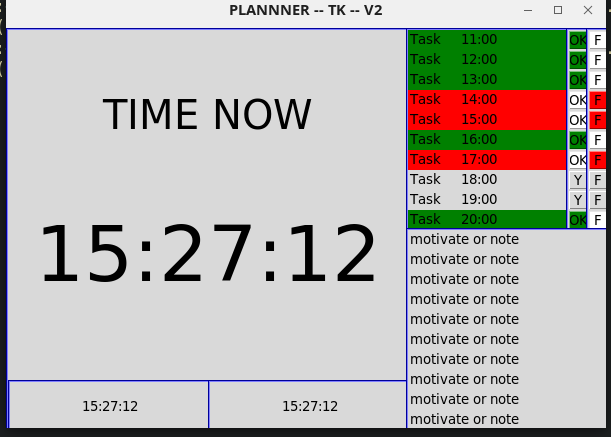 PLANNNER -- TK -- V2
TIME NOW
15:27:12
15:27:12 15:27:12
Task 11:00 OK F
Task 12:00 OK F
Task 13:00 OK F
Task 14:00 OK F
Task 15:00 OK F
Task 16:00 OK F
Task 17:00 OK F
Task 18:00 Y F
Task 19:00 Y F
Task 20:00 OK F
motivate or note
motivate or note
motivate or note
motivate or note
motivate or note
motivate or note
motivate or note
motivate or note
motivate or note
motivate or note